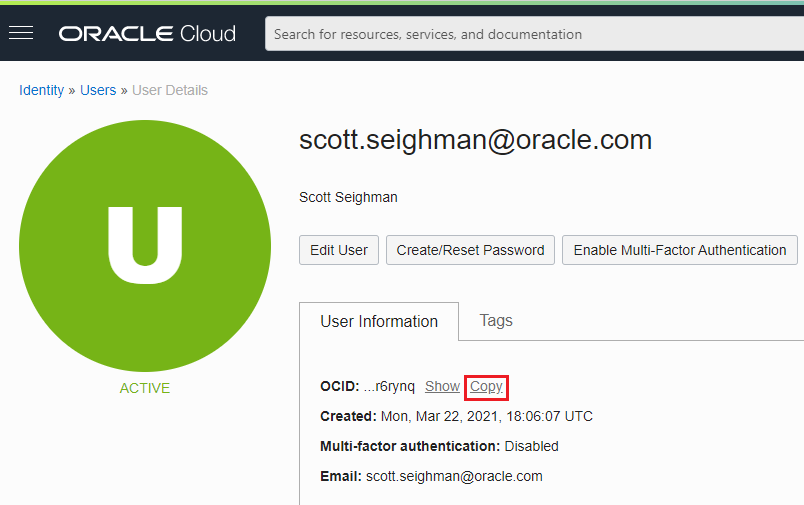 ORACLE Cloud
Search for resources, services, and documentation
Identity » Users » User Details
U
ACTIVE
scott.seighman@oracle.com
Scott Seighman
Edit User
Create/Reset Password
Enable Multi-Factor Authentication
User Information
Tags
OCID: ...r6rynq Show Copy
Created: Mon, Mar 22, 2021, 18:06:07 UTC
Multi-factor authentication: Disabled
Email: scott.seighman@oracle.com